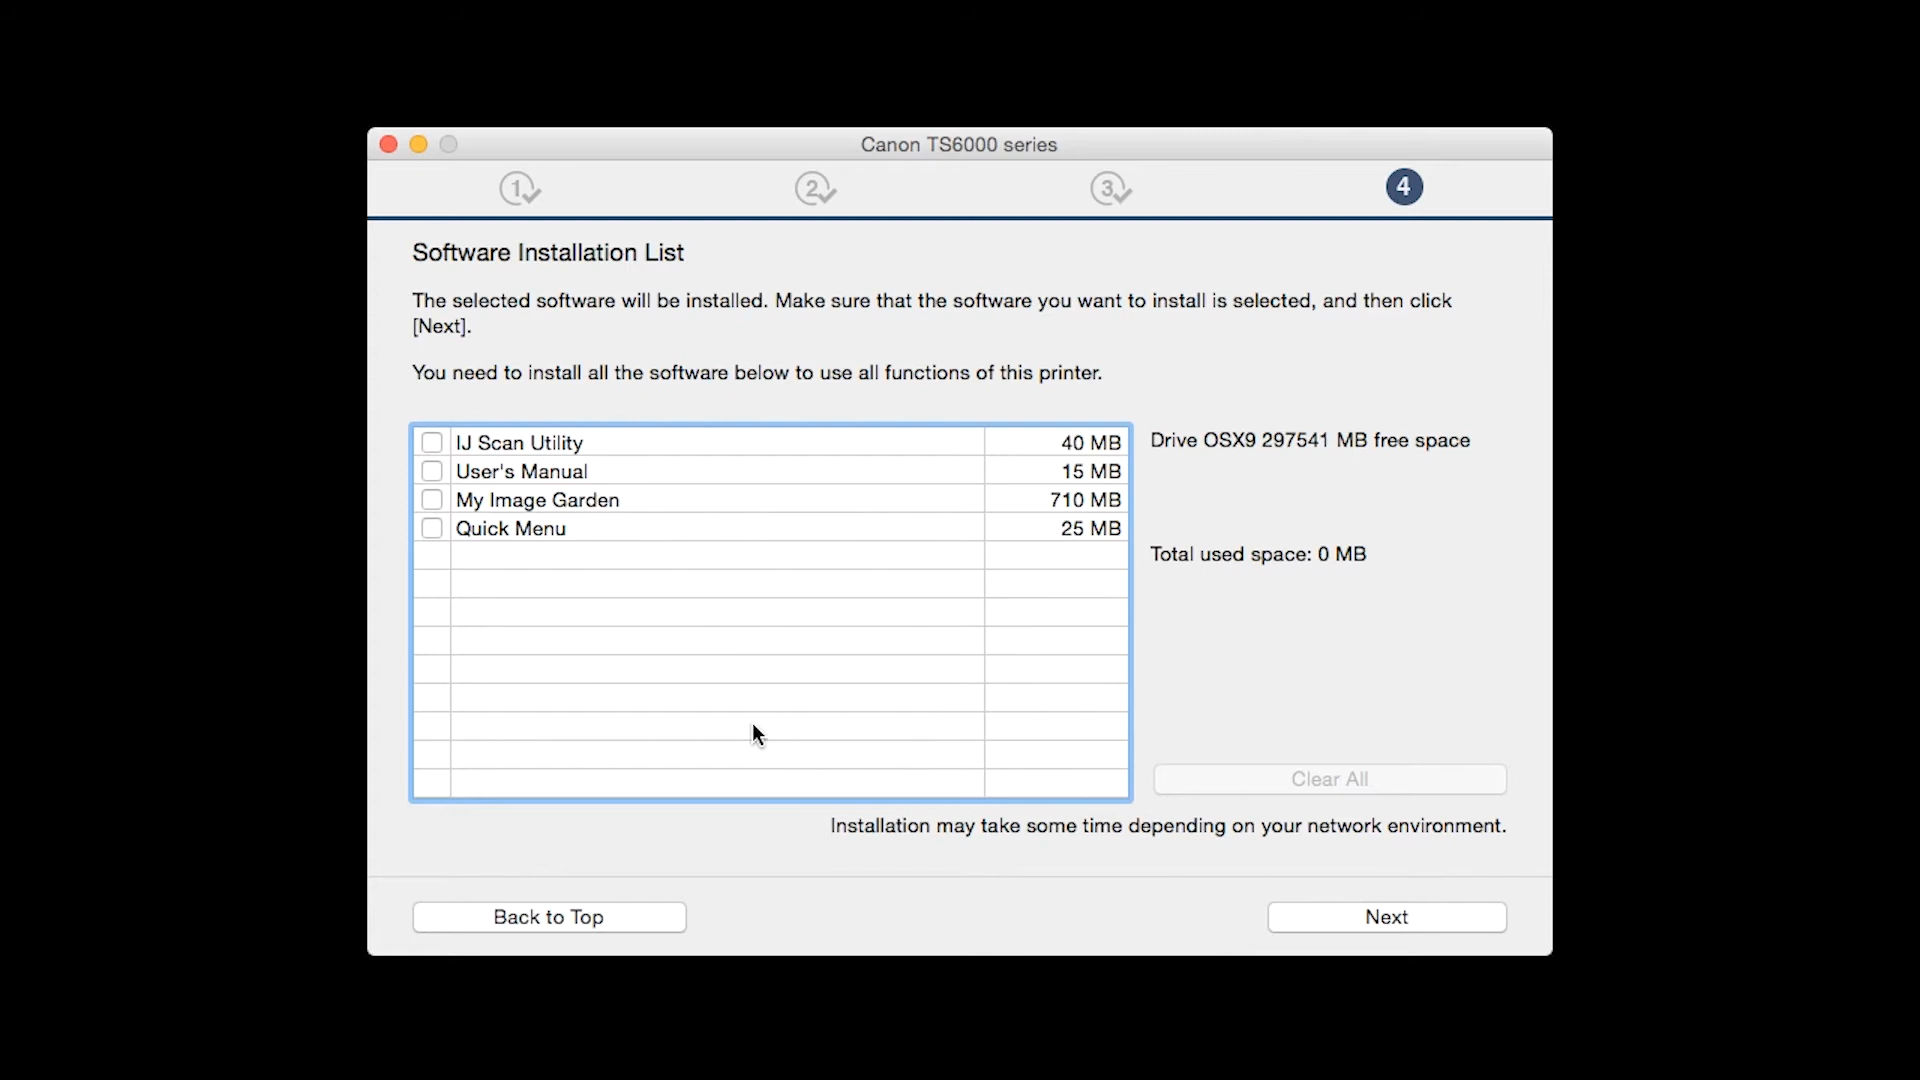 Canon TS6000 series
1
2
3
4
Software Installation List
The selected software will be installed. Make sure that the software you want to install is selected, and then click
[Next].
You need to install all the software below to use all functions of this printer.
IJ Scan Utility 40 MB
User's Manual 15 MB
My Image Garden 710 MB
Quick Menu 25 MB
Drive OSX9 297541 MB free space
Total used space: 0 MB
Clear All
Installation may take some time depending on your network environment.
Back to Top
Next